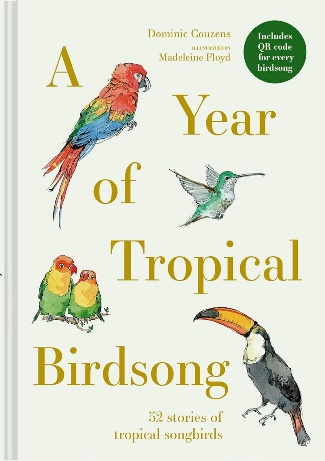 Dominic Couzens
ILLUSTRATED BY
Madeleine Floyd
Includes
QR code
for every
birdsong
A
Year
of
Tropical
Birdsong
52 stories of
tropical songbirds